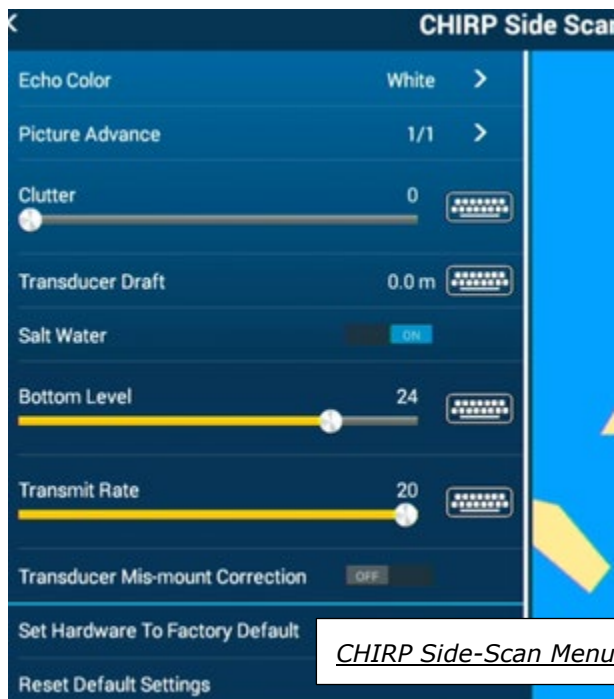 CHIRP Side Scan
Echo Color White
Picture Advance 1/1
Clutter 0
Transducer Draft 0.0 m
Salt Water ON
Bottom Level 24
Transmit Rate 20
Transducer Mis-mount Correction OFF
Set Hardware To Factory Default
CHIRP Side-Scan Menu
Reset Default Settings